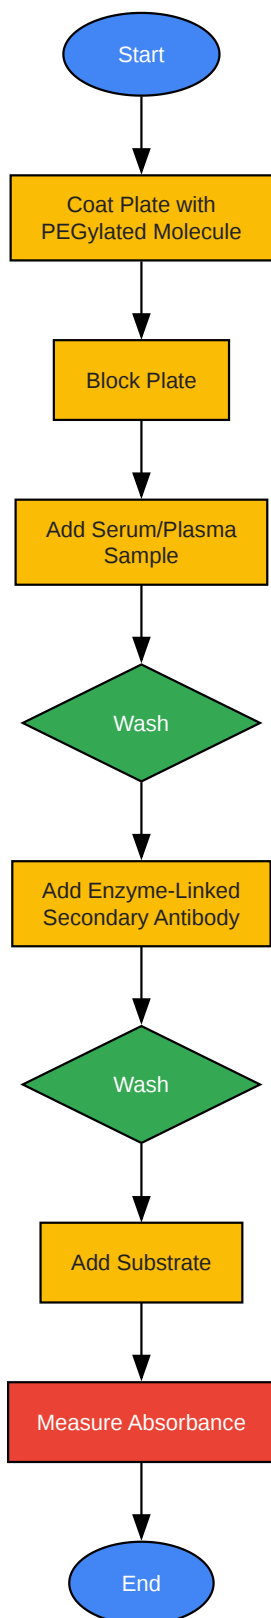 Start
Coat Plate with
PEGylated Molecule
Block Plate
Add Serum/Plasma
Sample
Wash
Add Enzyme-Linked
Secondary Antibody
Wash
Add Substrate
Measure Absorbance
End